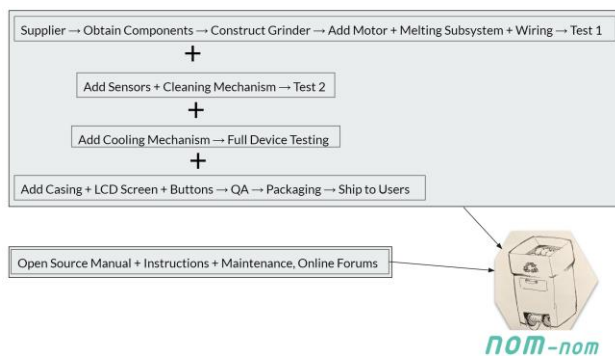 Supplier → Obtain Components → Construct Grinder → Add Motor + Melting Subsystem + Wiring → Test 1
+
Add Sensors + Cleaning Mechanism → Test 2
+
Add Cooling Mechanism → Full Device Testing
+
Add Casing + LCD Screen + Buttons → QA → Packaging → Ship to Users
Open Source Manual + Instructions + Maintenance, Online Forums
nom-nom